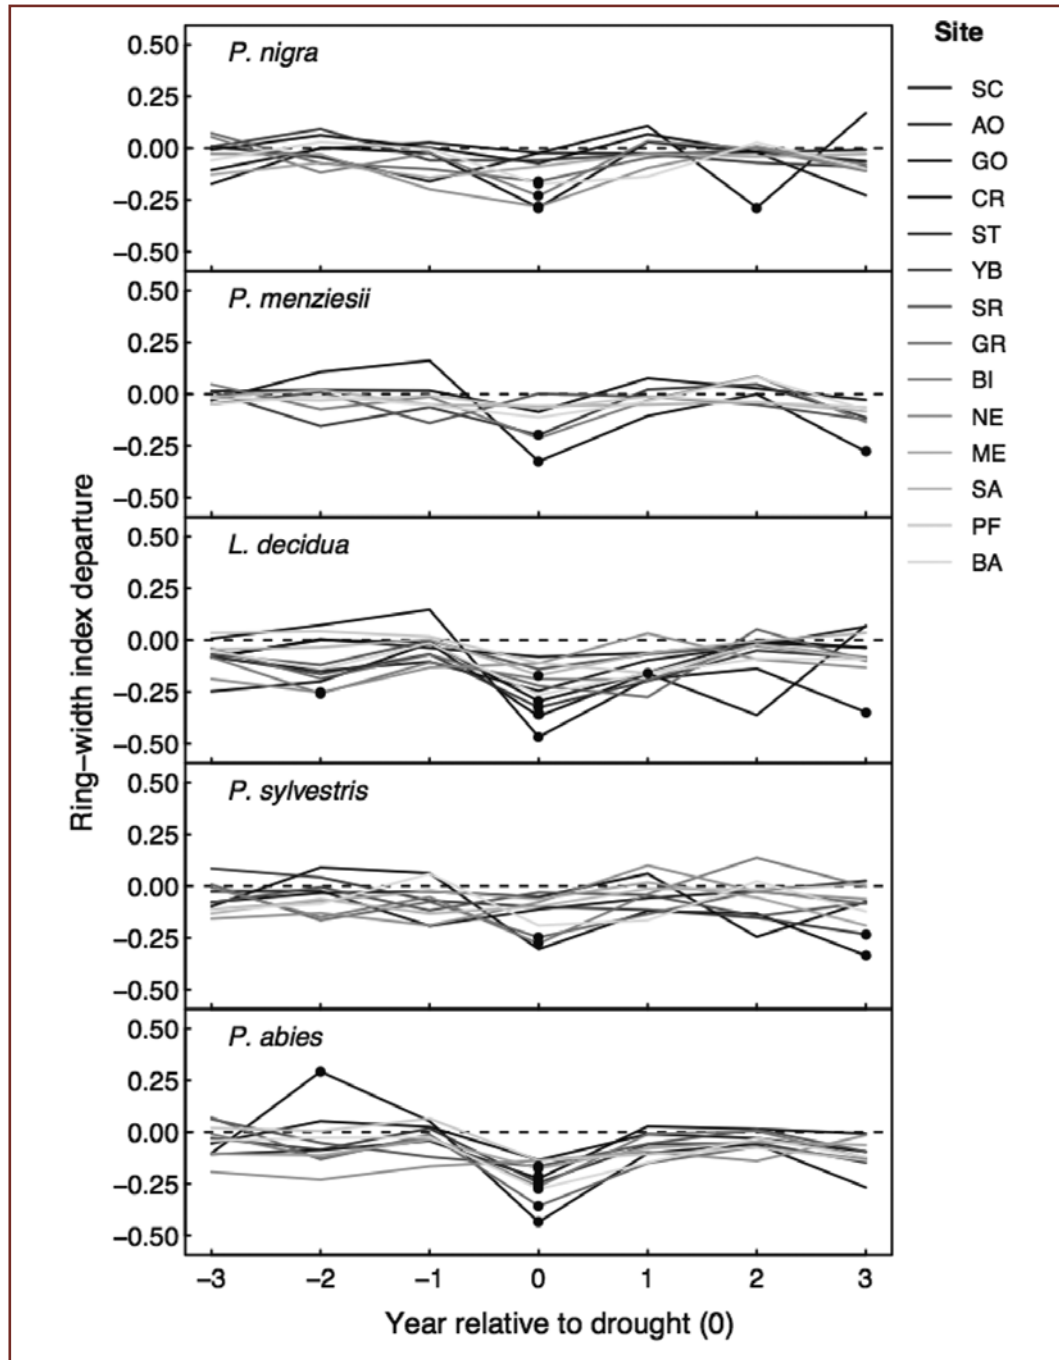 Site
SC
AO
GO
CR
ST
YB
SR
GR
BI
NE
ME
SA
PF
BA
Ring–width index departure
P. nigra
0.50
0.25
0.00
–0.25
–0.50
P. menziesii
0.50
0.25
0.00
–0.25
–0.50
L. decidua
0.50
0.25
0.00
–0.25
–0.50
P. sylvestris
0.50
0.25
0.00
–0.25
–0.50
P. abies
0.50
0.25
0.00
–0.25
–0.50
–3 –2 –1 0 1 2 3
Year relative to drought (0)